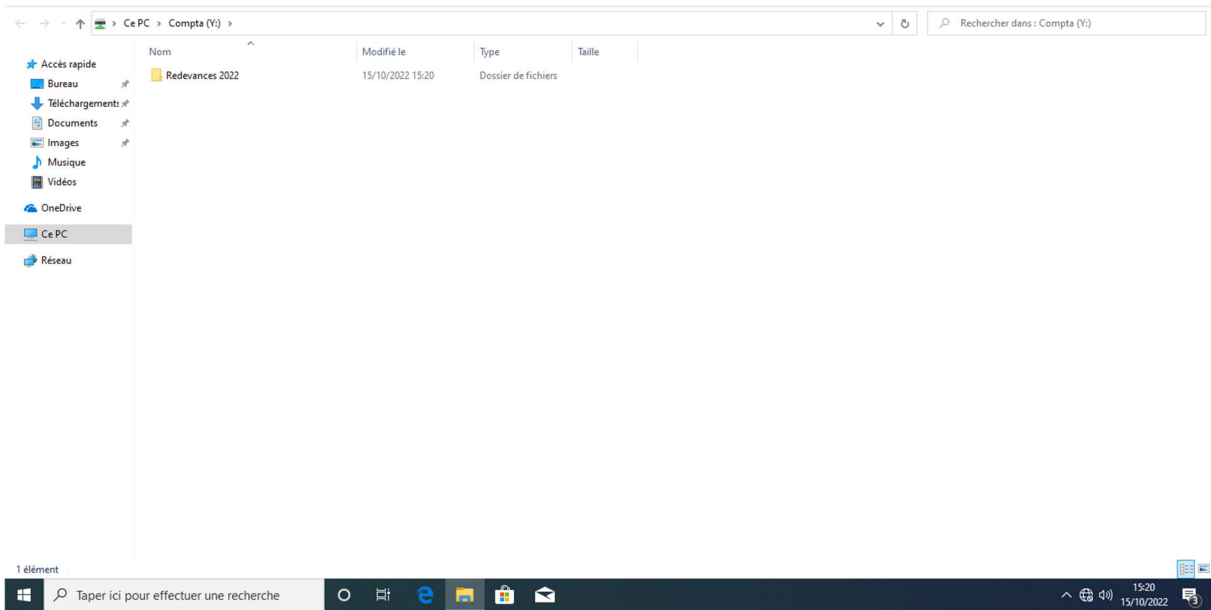 Ce PC > Compta (Y:) >
Rechercher dans : Compta (Y:)
Nom Modifié le Type Taille
Accès rapide
Redevances 2022 15/10/2022 15:20 Dossier de fichiers
Bureau
Téléchargements
Documents
Images
Musique
Vidéos
OneDrive
Ce PC
Réseau
1 élément
Taper ici pour effectuer une recherche
15:20
15/10/2022
3